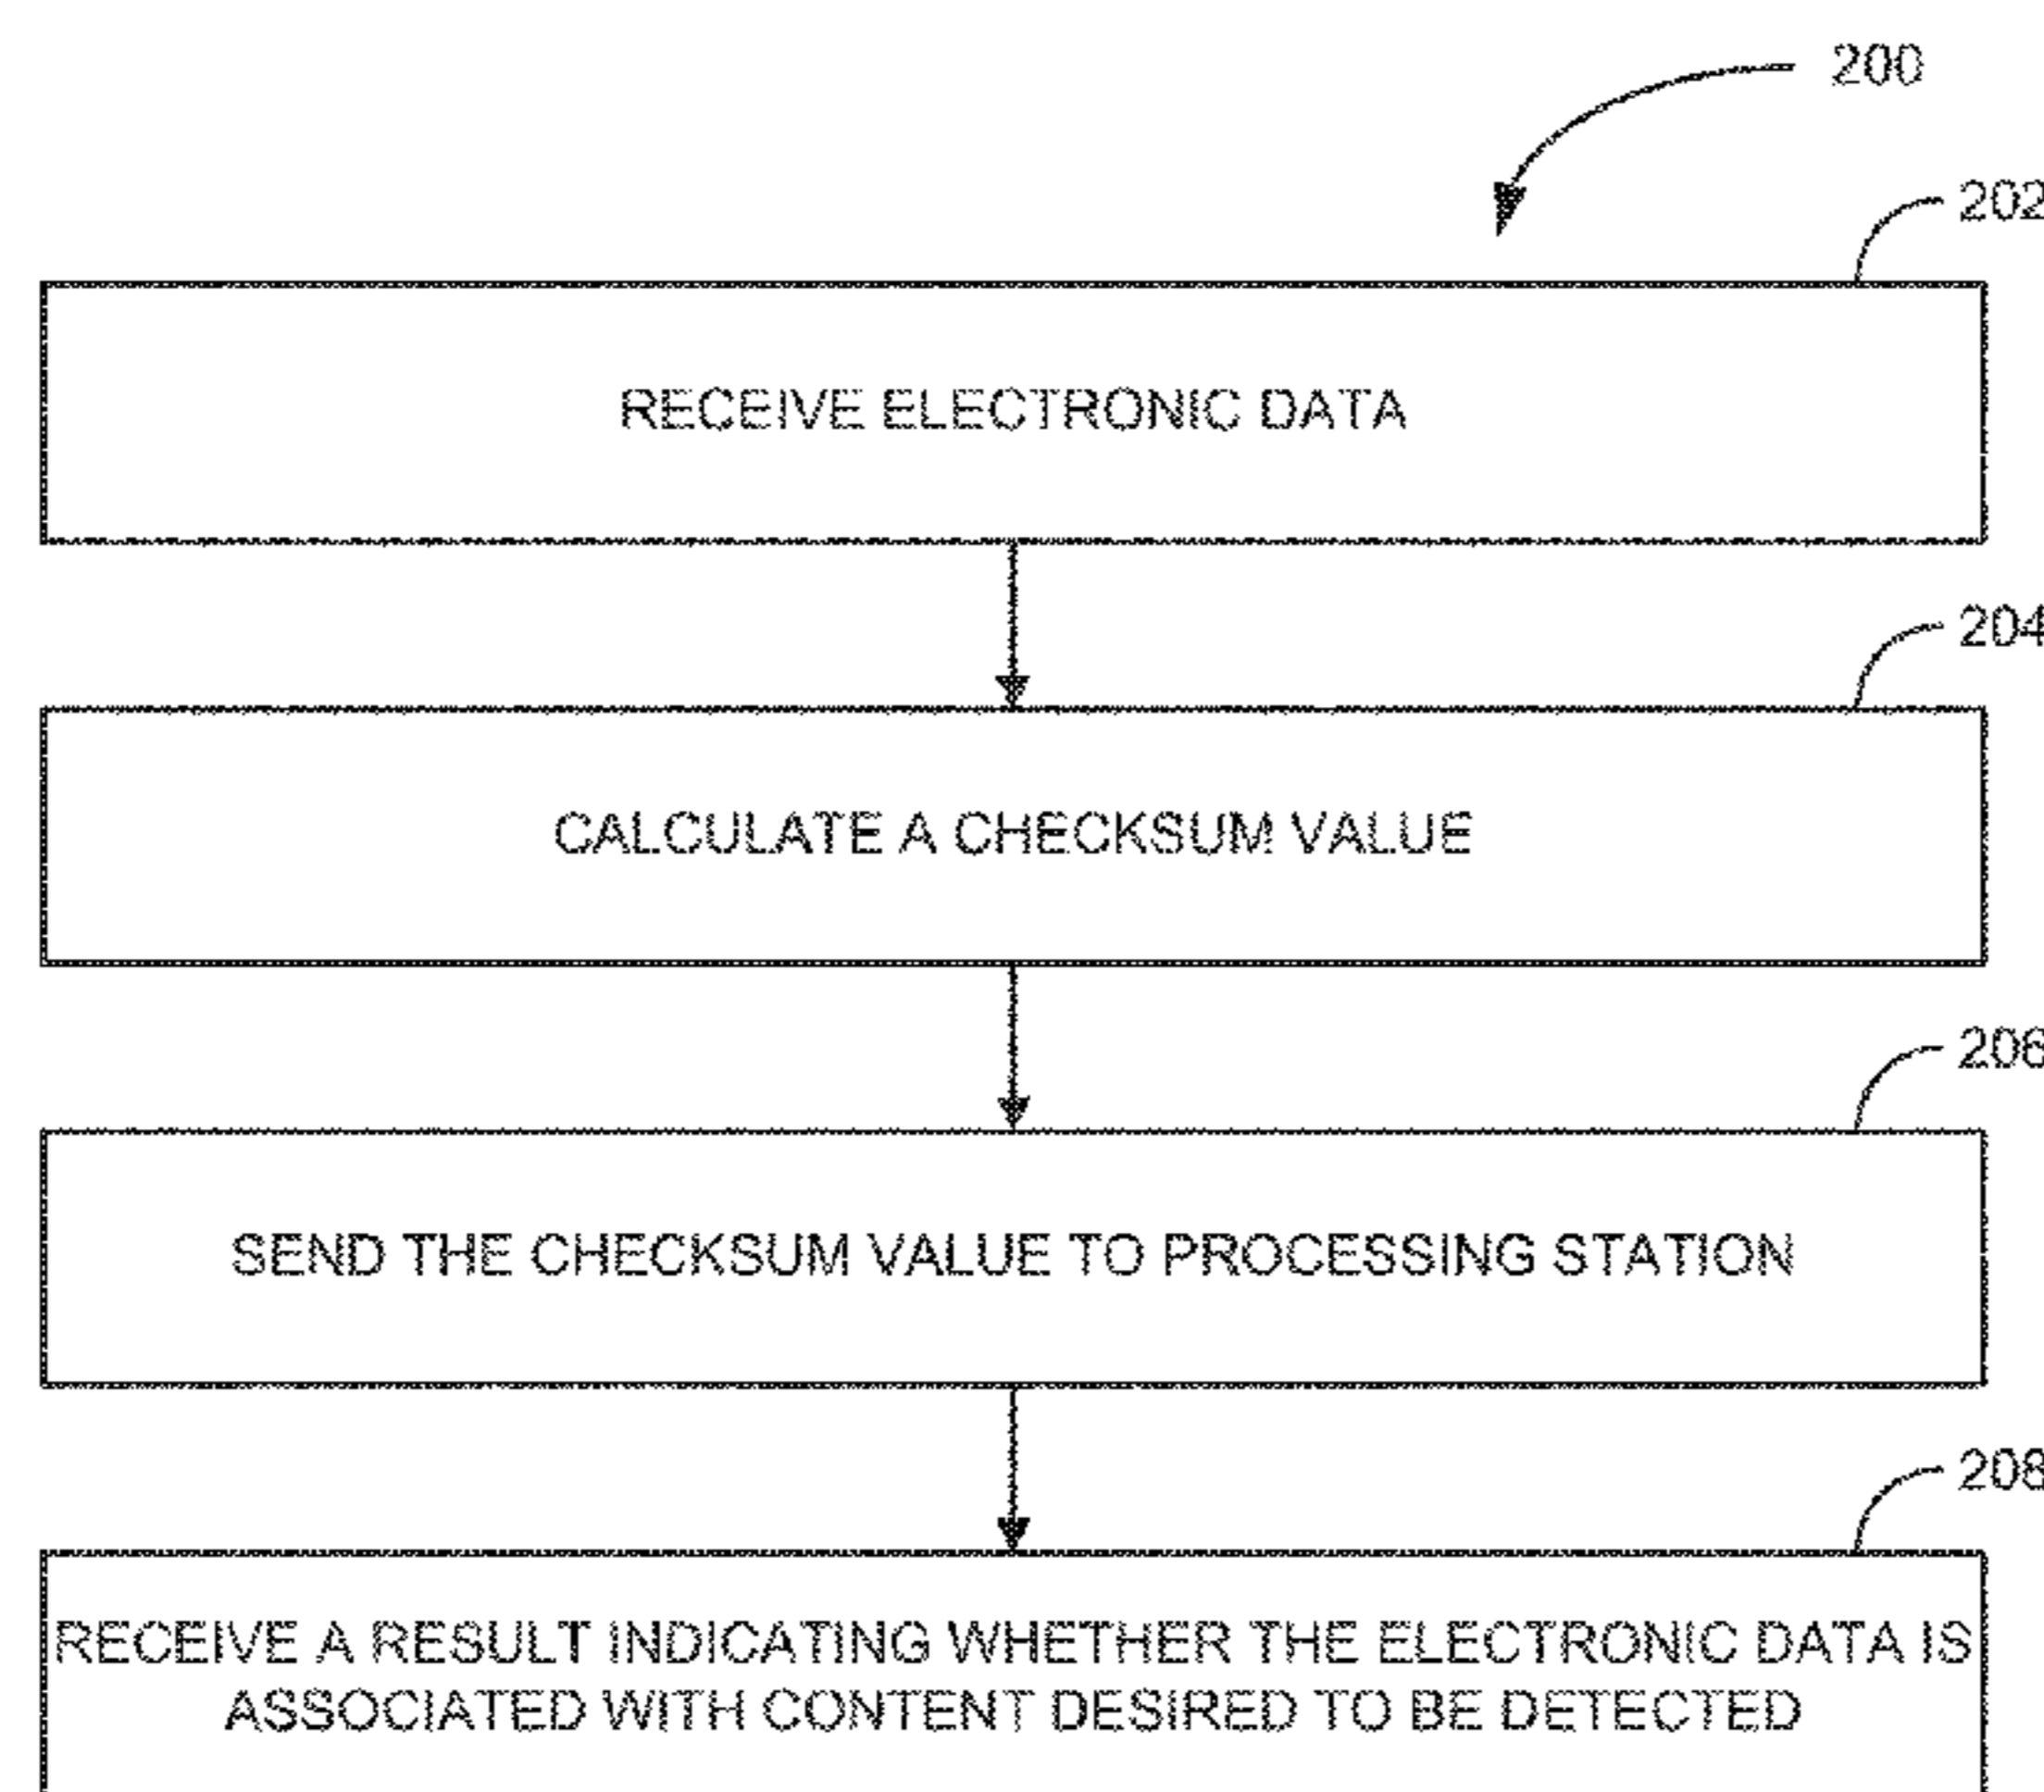 200
202
RECEIVE ELECTRONIC DATA
204
CALCULATE A CHECKSUM VALUE
206
SEND THE CHECKSUM VALUE TO PROCESSING STATION
208
RECEIVE A RESULT INDICATING WHETHER THE ELECTRONIC DATA IS
ASSOCIATED WITH CONTENT DESIRED TO BE DETECTED